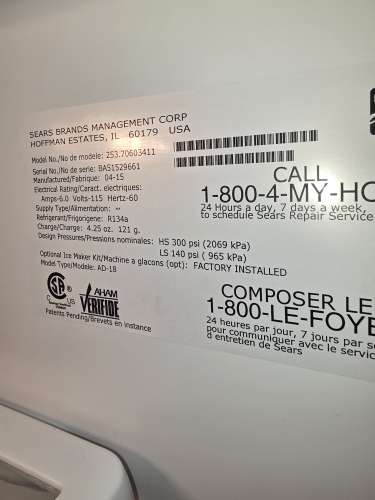 SEARS BRANDS MANAGEMENT CORP
HOFFMAN ESTATES, IL 60179 USA
Model No./No de modele: 253.70603411
Serial No./No de serie: BA51529661
Manufactured/Fabrique: 04-15
Electrical Rating/Caract. electriques:
Amps-6.0 Volts-115 Hertz-60
Supply Type/Alimentation: ~
Refrigerant/Frigorigene: R134a
Charge/Charge: 4.25 oz. 121 g.
Design Pressures/Pressions nominales: HS 300 psi (2069 kPa)
LS 140 psi ( 965 kPa)
Optional Ice Maker Kit/Machine a glacons (opt): FACTORY INSTALLED
Model Type/Modele: AD-18
CALL
1-800-4-MY-HO
24 Hours a day, 7 days a week,
to schedule Sears Repair Service
COMPOSER LE
1-800-LE-FOYE
24 heures par jour, 7 jours par s
pour communiquer avec le servic
d entretien de Sears
C US
AHAM
VERIFIDE
Patents Pending/Brevets en instance